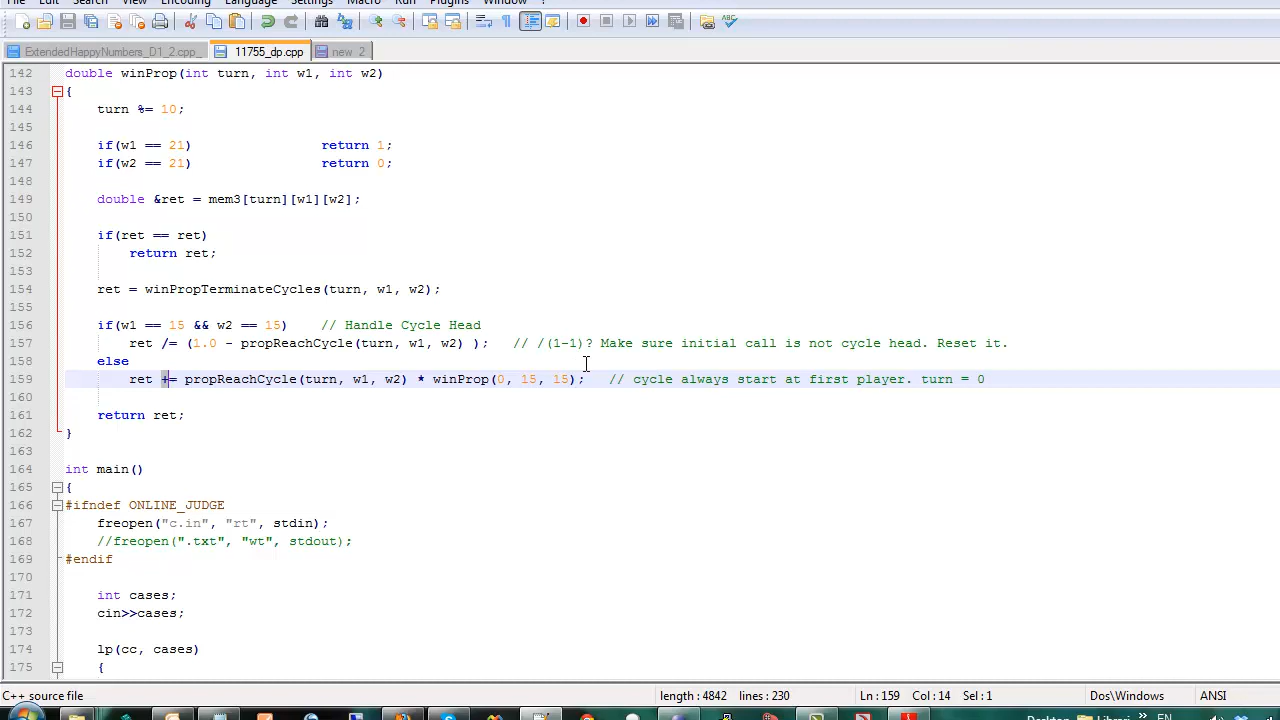 File Edit Search View Encoding Language Settings Macro Run Plugins Window ?
ExtendedHappyNumbers_D1_2.cpp_ 11755_dp.cpp new 2
142 double winProp(int turn, int w1, int w2)
143 {
144 turn %= 10;
145
146 if(w1 == 21) return 1;
147 if(w2 == 21) return 0;
148
149 double &ret = mem3[turn][w1][w2];
150
151 if(ret == ret)
152 return ret;
153
154 ret = winPropTerminateCycles(turn, w1, w2);
155
156 if(w1 == 15 && w2 == 15) // Handle Cycle Head
157 ret /= (1.0 - propReachCycle(turn, w1, w2) ); // /(1-1)? Make sure initial call is not cycle head. Reset it.
158 else
159 ret += propReachCycle(turn, w1, w2) * winProp(0, 15, 15); // cycle always start at first player. turn = 0
160
161 return ret;
162 }
163
164 int main()
165 {
166 #ifndef ONLINE_JUDGE
167 freopen("c.in", "rt", stdin);
168 //freopen(".txt", "wt", stdout);
169 #endif
170
171 int cases;
172 cin>>cases;
173
174 lp(cc, cases)
175 {
C++ source file length : 4842 lines : 230 Ln : 159 Col : 14 Sel : 1 Dos\Windows ANSI
Desktop Libraries EN